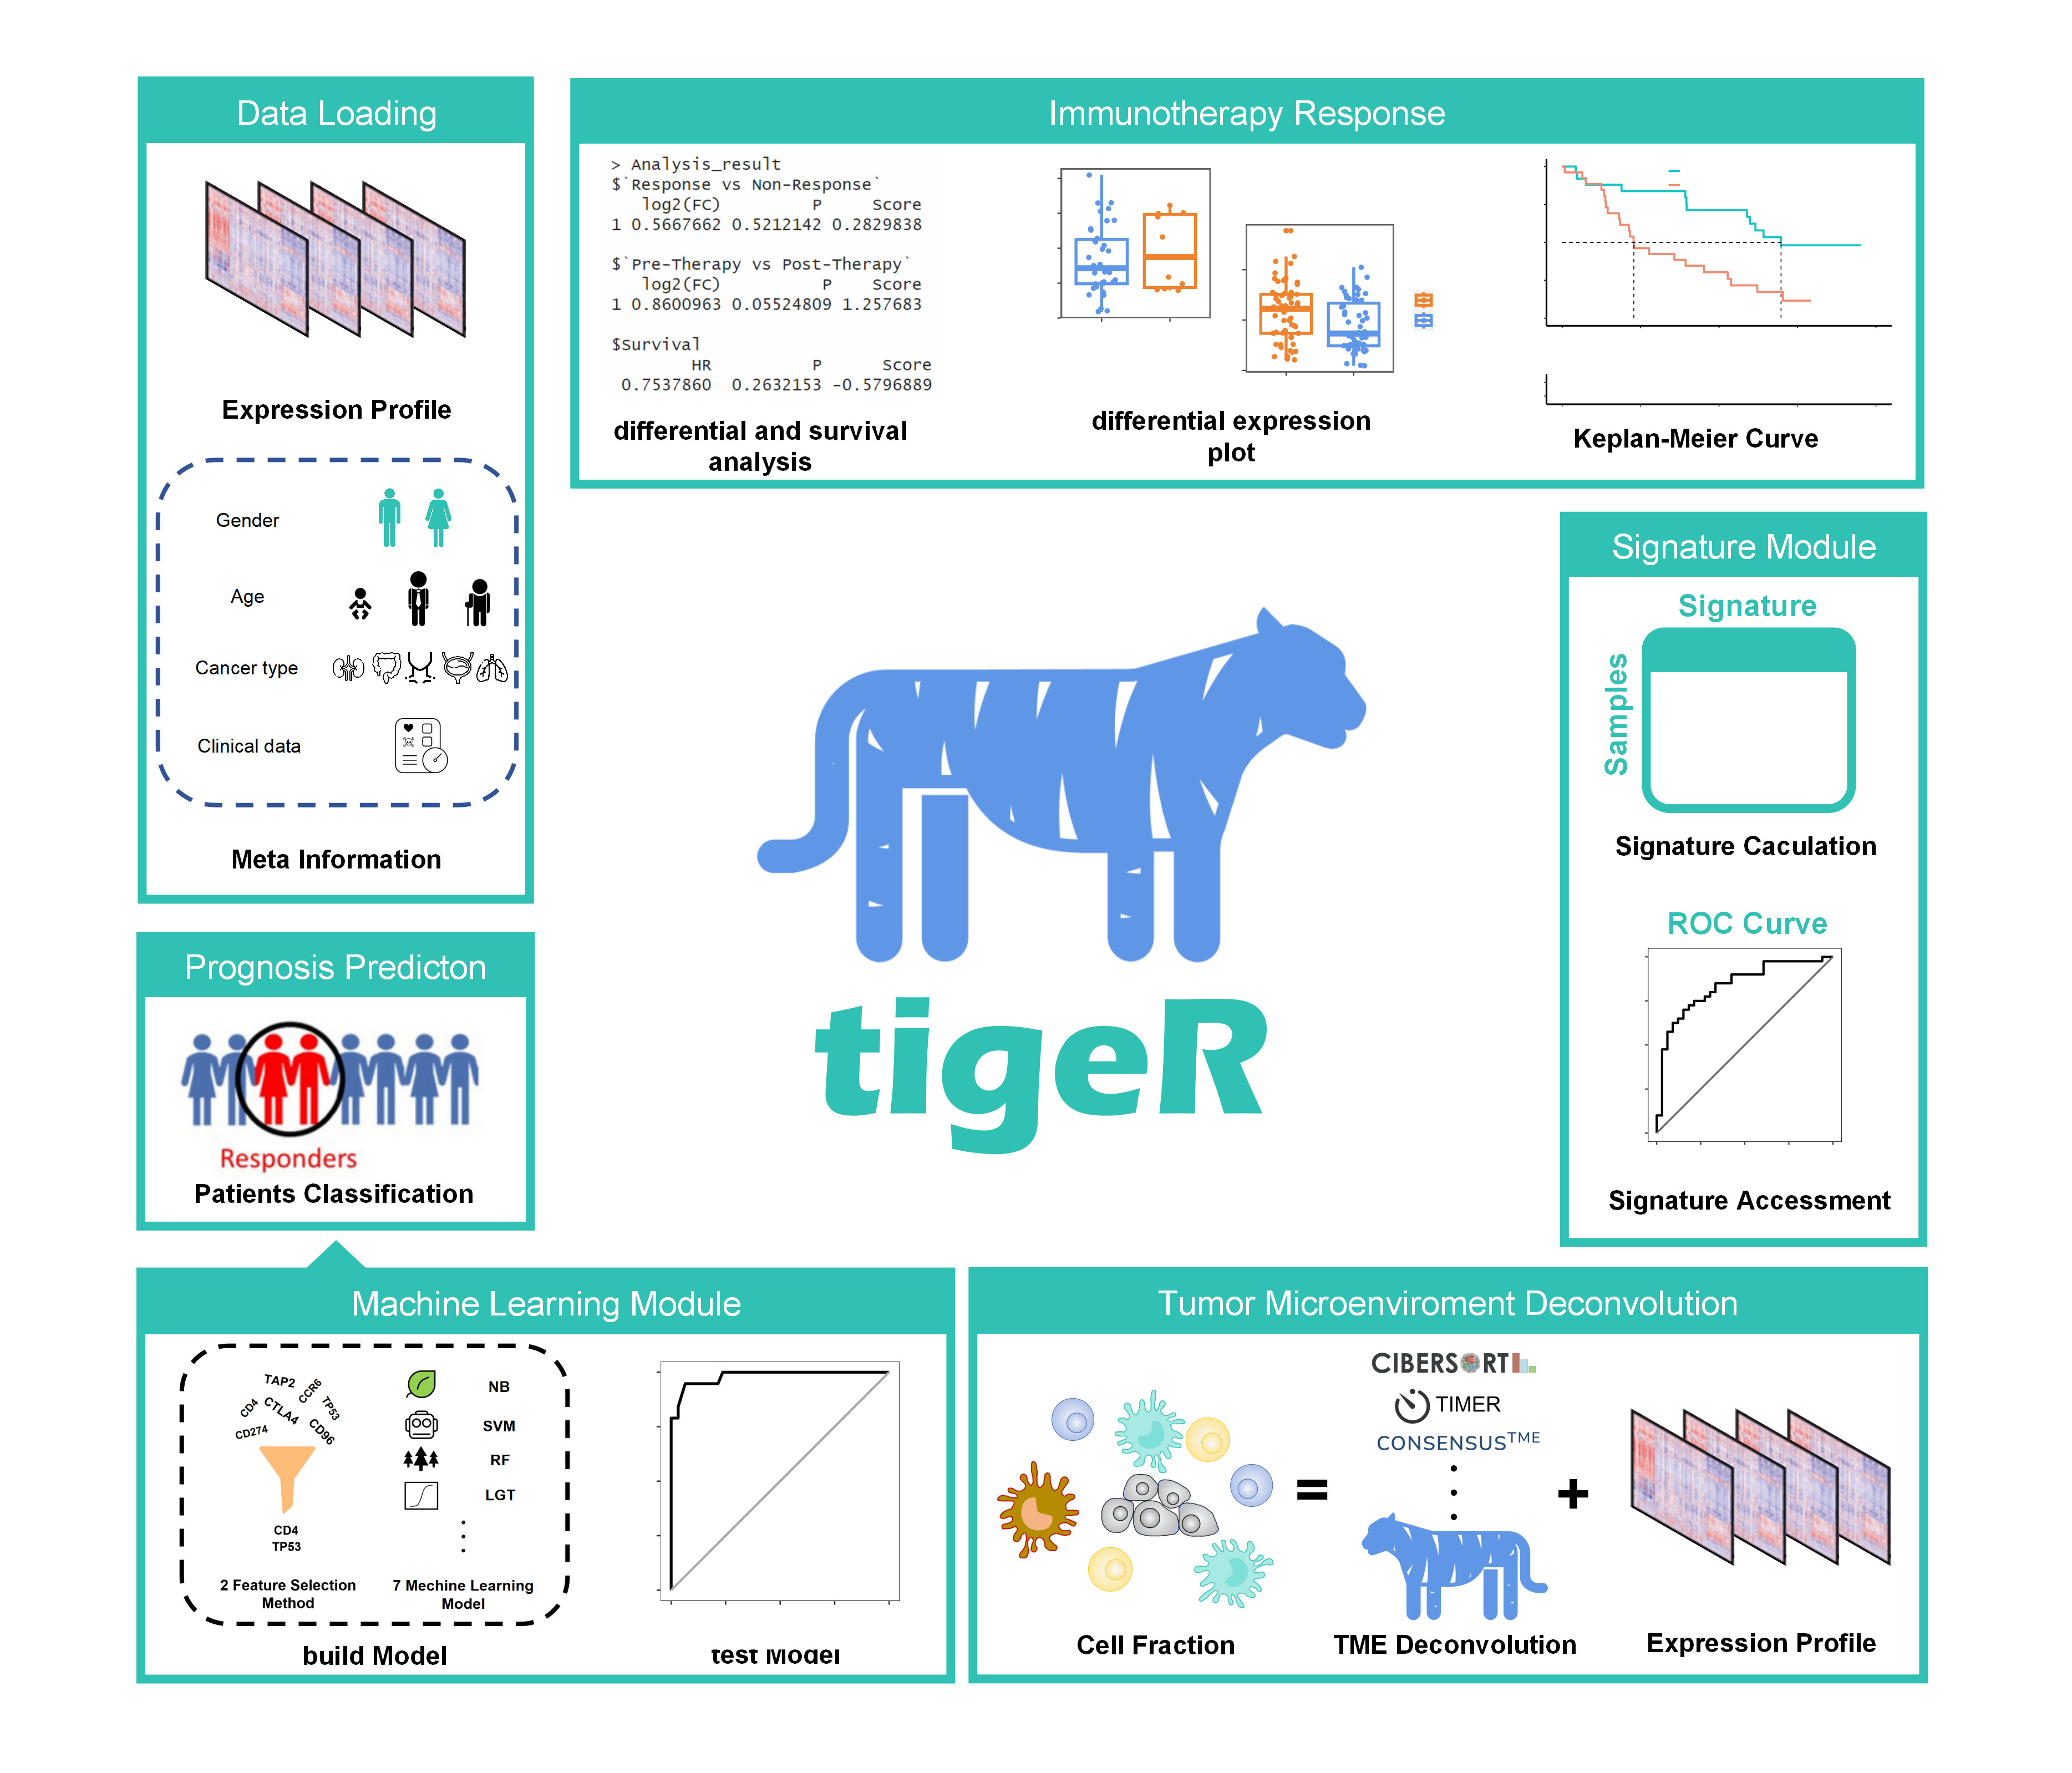 Data Loading
Expression Profile
Gender
Age
Cancer type
Clinical data
Meta Information
Immunotherapy Response
> Analysis_result
$`Response vs Non-Response`
log2(FC) P Score
1 0.5667662 0.5212142 0.2829838
$`Pre-Therapy vs Post-Therapy`
log2(FC) P Score
1 0.8600963 0.05524809 1.257683
$Survival
HR P Score
0.7537860 0.2632153 -0.5796889
differential and survival
analysis
differential expression
plot
Keplan-Meier Curve
Signature Module
Signature
Samples
Signature Caculation
ROC Curve
Signature Accessment
tigeR
Prognosis Predicton
Responders
Patients Classification
Machine Learning Module
TAP2
CCR6
TP53
CD4
CTLA4
CD96
CD274
CD4
TP53
2 Feature Selection
Method
NB
SVM
RF
LGT
7 Mechine Learning
Model
build Model
test Model
Tumor Microenviroment Deconvolution
Cell Fraction
=
CIBERSORT
TIMER
CONSENSUSTME
TME Deconvolution
+
Expression Profile